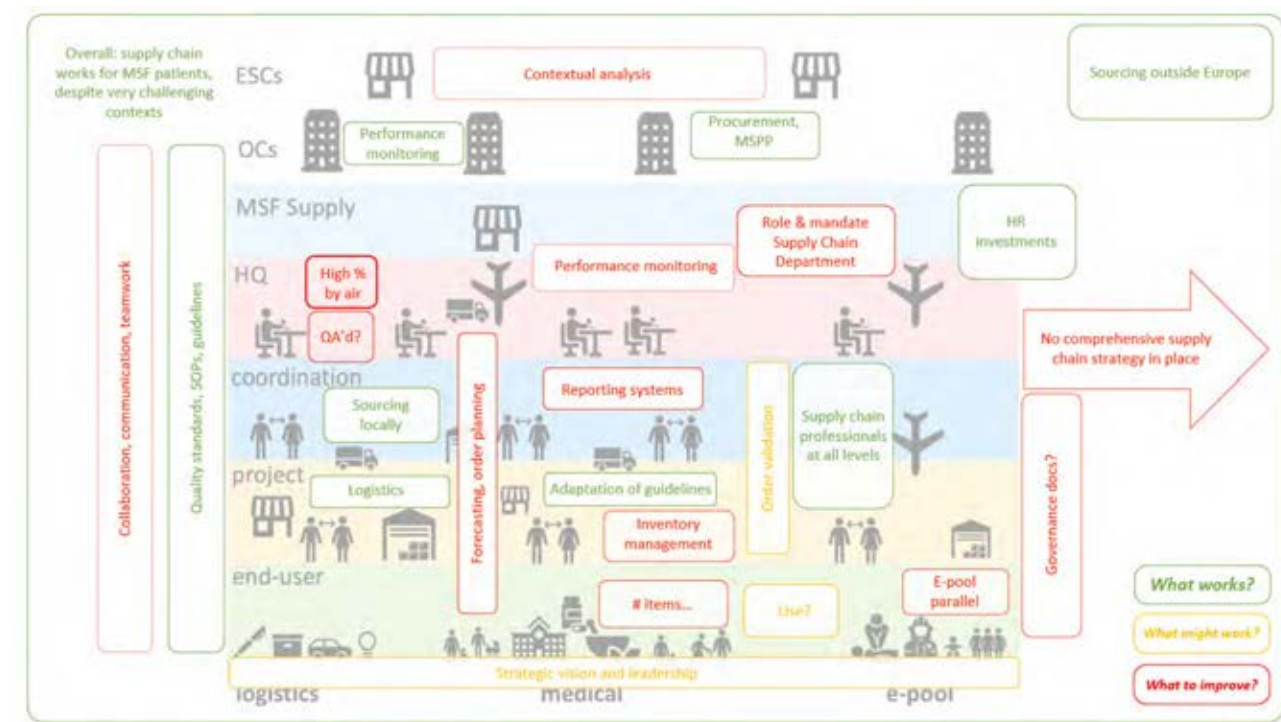 Overall: supply chain
works for MSF patients,
despite very challenging
contexts
ESCs
Contextual analysis
Sourcing outside Europe
OCs
Performance
monitoring
Procurement,
MSPP
MSF Supply
Role & mandate
Supply Chain
Department
HR
investments
HQ
High %
by air
Performance monitoring
QA'd?
No comprehensive supply
chain strategy in place
Collaboration, communication, teamwork
Quality standards, SOPs, guidelines
coordination
Sourcing
locally
Forecasting, order planning
Reporting systems
Order validation
Supply chain
professionals
at all levels
project
Logistics
Adaptation of guidelines
Inventory
management
Governance docs?
end-user
# items...
Use?
E-pool
parallel
What works?
What might work?
What to improve?
Strategic vision and leadership
logistics
medical
e-pool